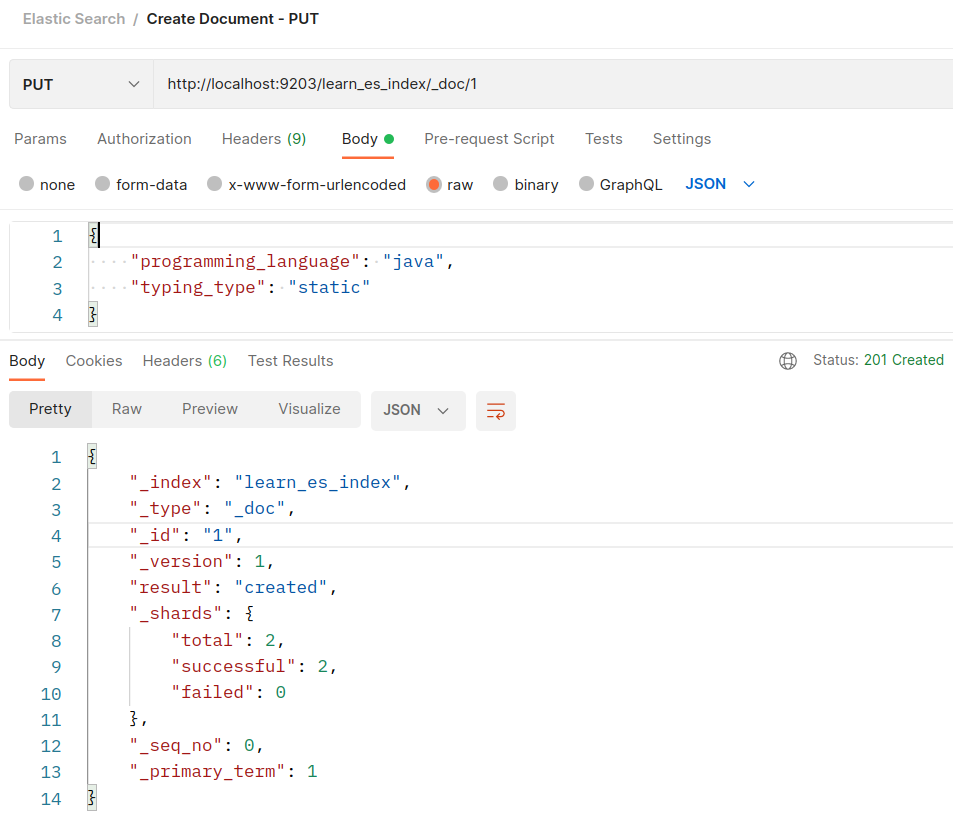 Elastic Search / Create Document - PUT
PUT http://localhost:9203/learn_es_index/_doc/1
Params Authorization Headers (9) Body Pre-request Script Tests Settings
none form-data x-www-form-urlencoded raw binary GraphQL JSON
1 {
2 ····"programming_language":·"java",
3 ····"typing_type":·"static"
4 }
Body Cookies Headers (6) Test Results Status: 201 Created
Pretty Raw Preview Visualize JSON
1 {
2 "_index": "learn_es_index",
3 "_type": "_doc",
4 "_id": "1",
5 "_version": 1,
6 "result": "created",
7 "_shards": {
8 "total": 2,
9 "successful": 2,
10 "failed": 0
11 },
12 "_seq_no": 0,
13 "_primary_term": 1
14 }